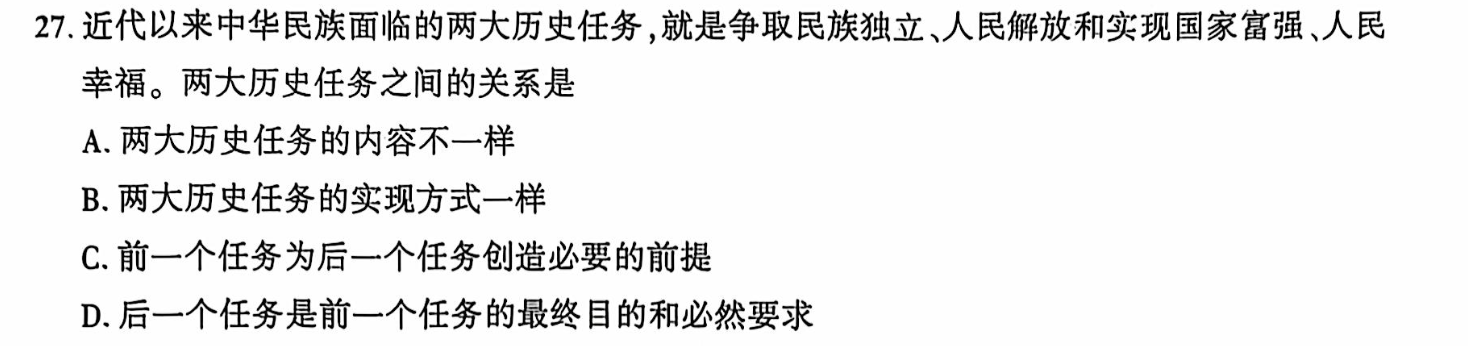 27. 近代以来中华民族面临的两大历史任务,就是争取民族独立、人民解放和实现国家富强、人民
幸福。两大历史任务之间的关系是
A. 两大历史任务的内容不一样
B. 两大历史任务的实现方式一样
C. 前一个任务为后一个任务创造必要的前提
D. 后一个任务是前一个任务的最终目的和必然要求